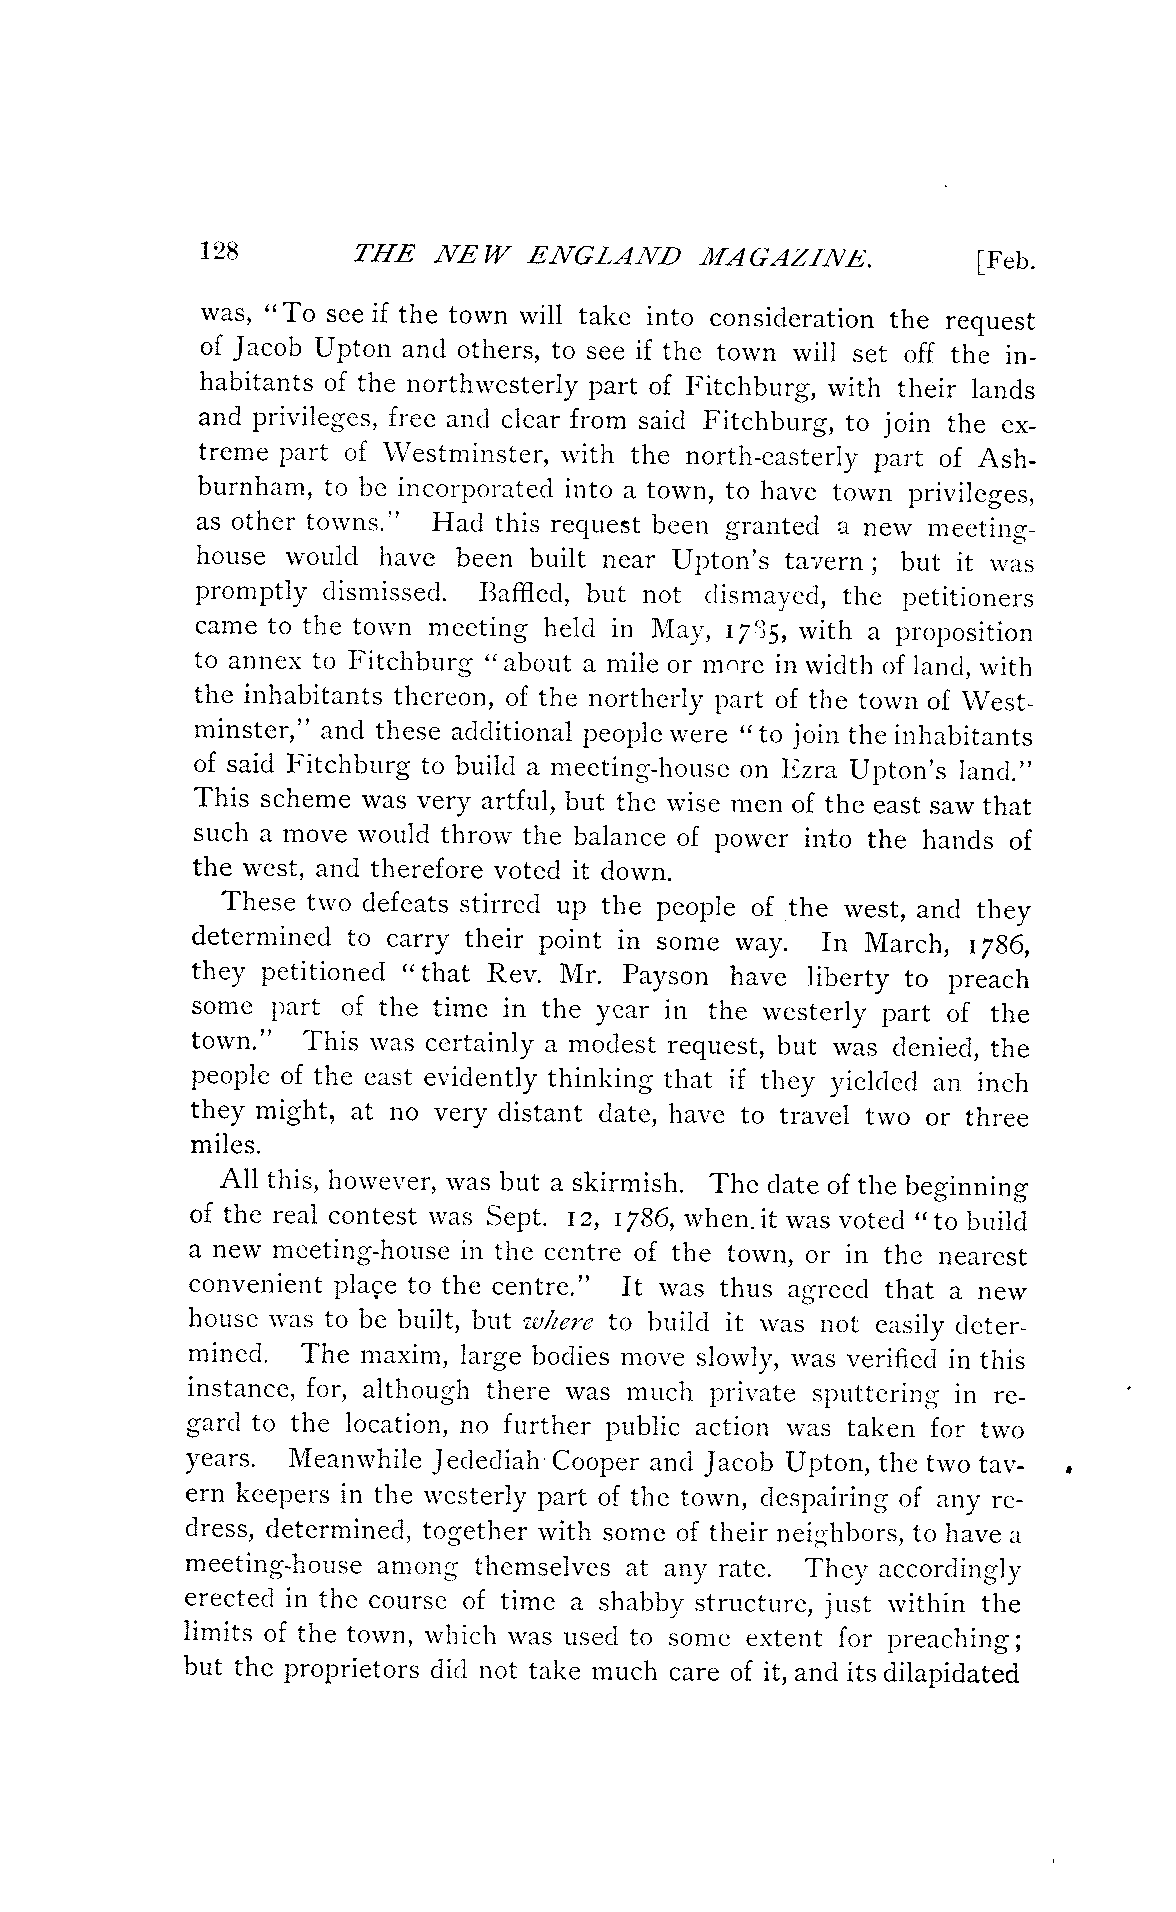 128 THE NEW ENGLAND MAGAZINE. [Feb.
was, "To see if the town will take into consideration the request
of Jacob Upton and others, to see if the town will set off the in-
habitants of the northwesterly part of Fitchburg, with their lands
and privileges, free and clear from said Fitchburg, to join the ex-
treme part of Westminster, with the north-easterly part of Ash-
burnham, to be incorporated into a town, to have town privileges,
as other towns." Had this request been granted a new meeting-
house would have been built near Upton's tavern; but it was
promptly dismissed. Baffled, but not dismayed, the petitioners
came to the town meeting held in May, 1785, with a proposition
to annex to Fitchburg "about a mile or more in width of land, with
the inhabitants thereon, of the northerly part of the town of West-
minster," and these additional people were "to join the inhabitants
of said Fitchburg to build a meeting-house on Ezra Upton's land."
This scheme was very artful, but the wise men of the east saw that
such a move would throw the balance of power into the hands of
the west, and therefore voted it down.
These two defeats stirred up the people of the west, and they
determined to carry their point in some way. In March, 1786,
they petitioned "that Rev. Mr. Payson have liberty to preach
some part of the time in the year in the westerly part of the
town." This was certainly a modest request, but was denied, the
people of the east evidently thinking that if they yielded an inch
they might, at no very distant date, have to travel two or three
miles.
All this, however, was but a skirmish. The date of the beginning
of the real contest was Sept. 12, 1786, when it was voted "to build
a new meeting-house in the centre of the town, or in the nearest
convenient place to the centre." It was thus agreed that a new
house was to be built, but where to build it was not easily deter-
mined. The maxim, large bodies move slowly, was verified in this
instance, for, although there was much private sputtering in re-
gard to the location, no further public action was taken for two
years. Meanwhile Jedediah Cooper and Jacob Upton, the two tav-
ern keepers in the westerly part of the town, despairing of any re-
dress, determined, together with some of their neighbors, to have a
meeting-house among themselves at any rate. They accordingly
erected in the course of time a shabby structure, just within the
limits of the town, which was used to some extent for preaching;
but the proprietors did not take much care of it, and its dilapidated